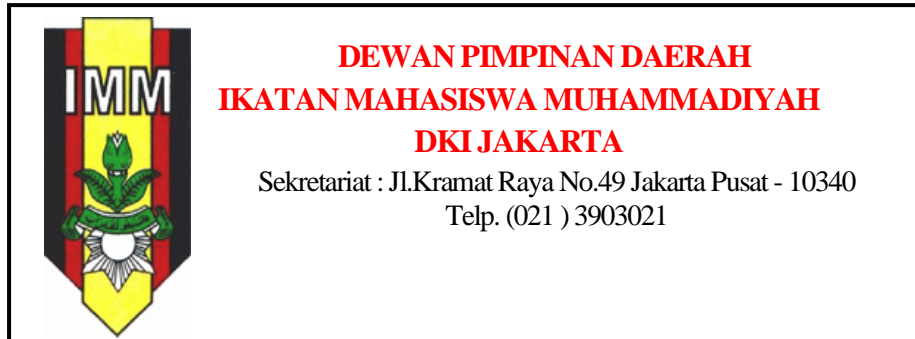 IMM
DEWAN PIMPINAN DAERAH
IKATAN MAHASISWA MUHAMMADIYAH
DKI JAKARTA
Sekretariat : Jl.Kramat Raya No.49 Jakarta Pusat - 10340
Telp. (021 ) 3903021